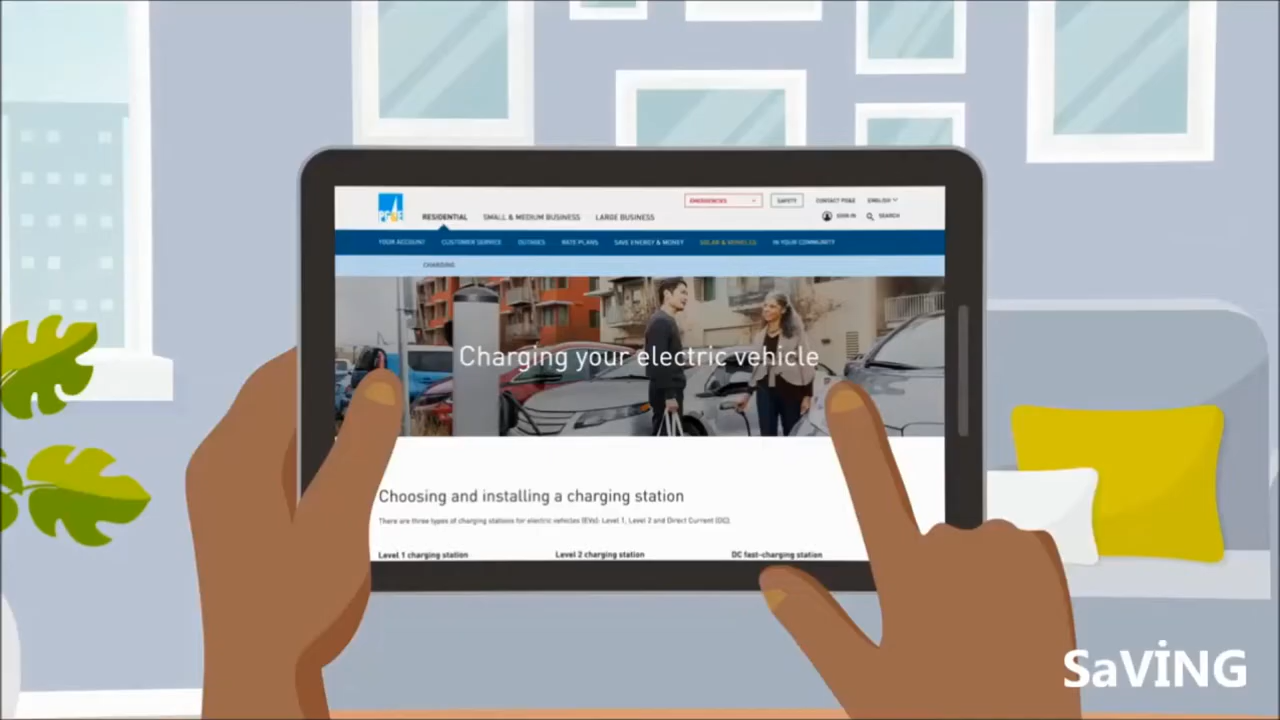 EMERGENCIES
SAFETY
CONTACT PG&E
ENGLISH
PG&E
RESIDENTIAL
SMALL & MEDIUM BUSINESS
LARGE BUSINESS
SIGN IN
SEARCH
YOUR ACCOUNT
CUSTOMER SERVICE
OUTAGES
RATE PLANS
SAVE ENERGY & MONEY
SOLAR & VEHICLES
IN YOUR COMMUNITY
CHARGING
Charging your electric vehicle
Choosing and installing a charging station
There are three types of charging stations for electric vehicles (EVs): Level 1, Level 2 and Direct Current (DC).
Level 1 charging station
Level 2 charging station
DC fast-charging station
SaVİNG